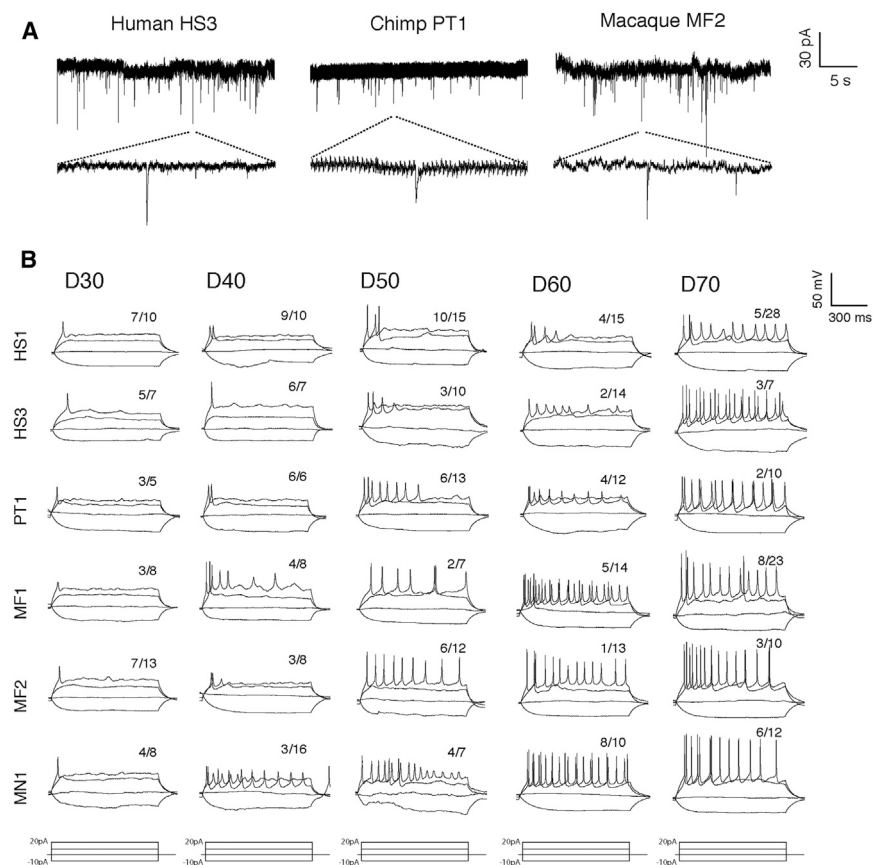 A
Human HS3 Chimp PT1 Macaque MF2
30 pA
5 s
B
D30 D40 D50 D60 D70
50 mV
300 ms
HS1 7/10 9/10 10/15 4/15 5/28
HS3 5/7 6/7 3/10 2/14 3/7
PT1 3/5 6/6 6/13 4/12 2/10
MF1 3/8 4/8 2/7 5/14 8/23
MF2 7/13 3/8 6/12 1/13 3/10
MN1 4/8 3/16 4/7 8/10 6/12
20pA 20pA 20pA 20pA 20pA
-10pA -10pA -10pA -10pA -10pA